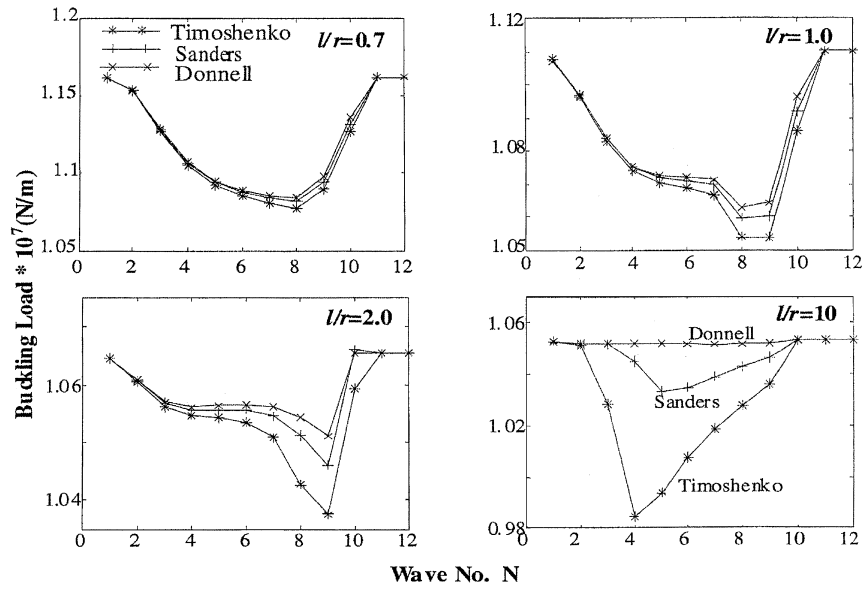 1.2
Timoshenko
Sanders
Donnell
l/r=0.7
1.15
1.1
1.05
0 2 4 6 8 10 12
1.12
l/r=1.0
1.08
1.05
0 2 4 6 8 10 12
Buckling Load * 10⁷(N/m)
l/r=2.0
1.06
1.04
0 2 4 6 8 10 12
l/r=10
1.06
Donnell
1.02
Sanders
Timoshenko
0.98
0 2 4 6 8 10 12
Wave No. N